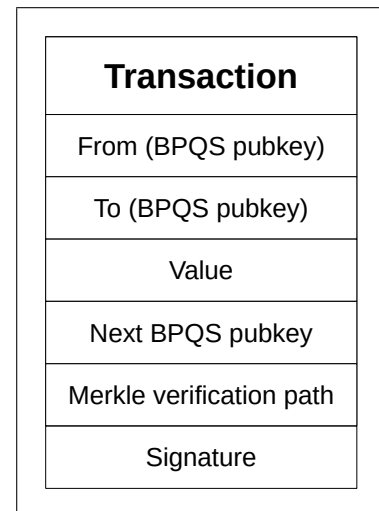 Transaction
From (BPQS pubkey)
To (BPQS pubkey)
Value
Next BPQS pubkey
Merkle verification path
Signature